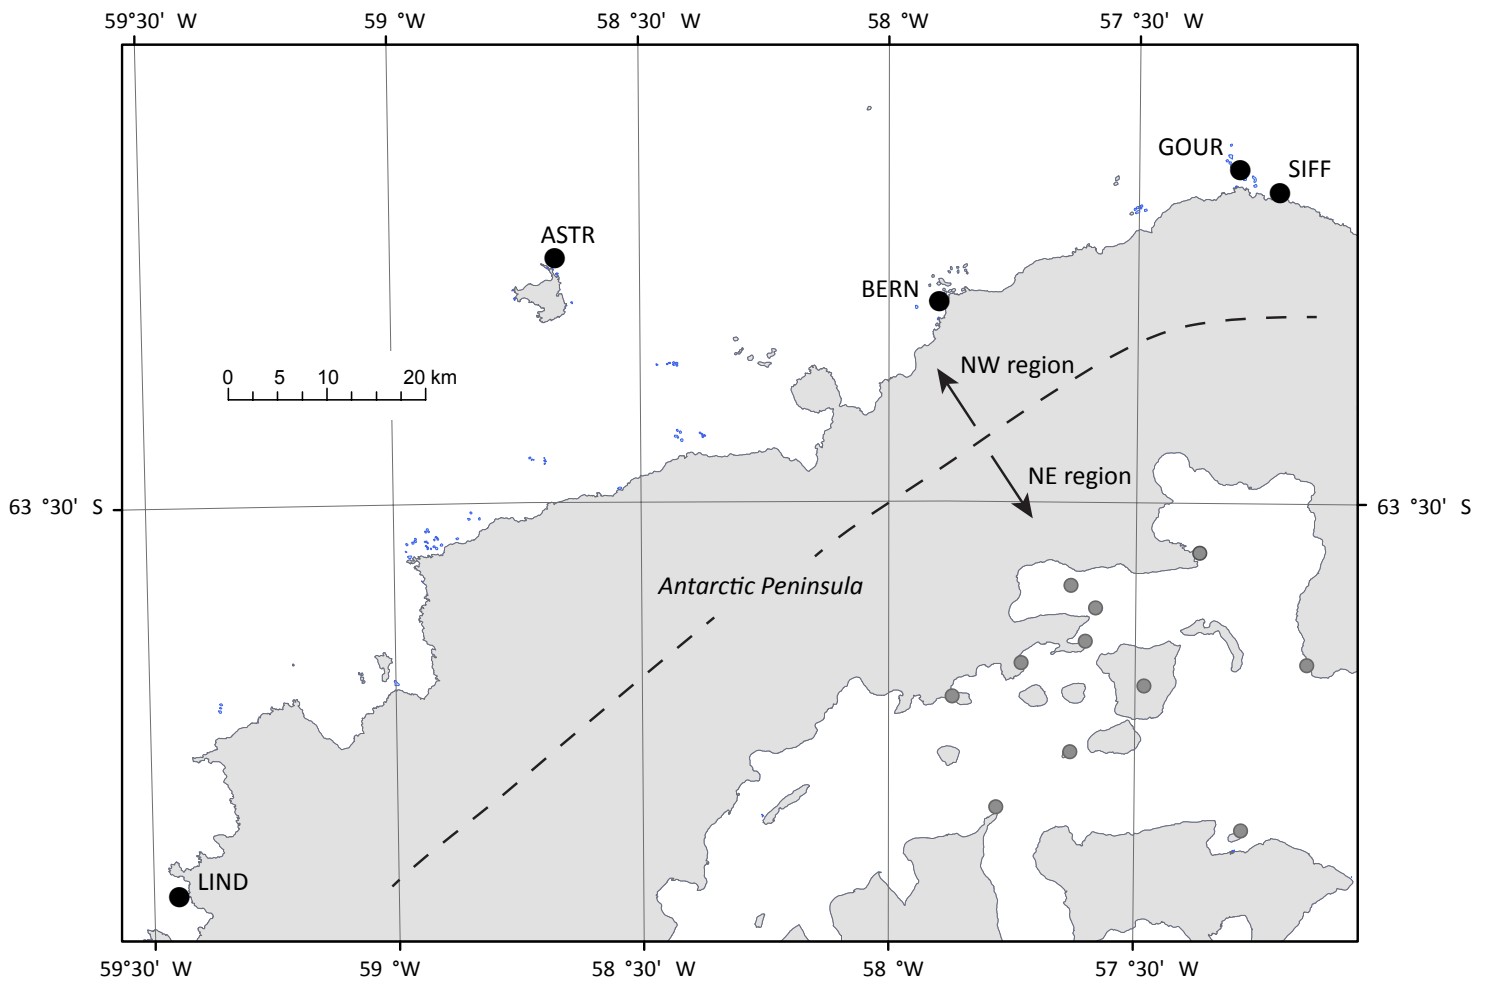 59°30' W
59 °W
58 °30' W
58 °W
57 °30' W
GOUR
SIFF
ASTR
BERN
NW region
0 5 10 20 km
NE region
63 °30' S
63 °30' S
Antarctic Peninsula
LIND
59°30' W
59 °W
58 °30' W
58 °W
57 °30' W